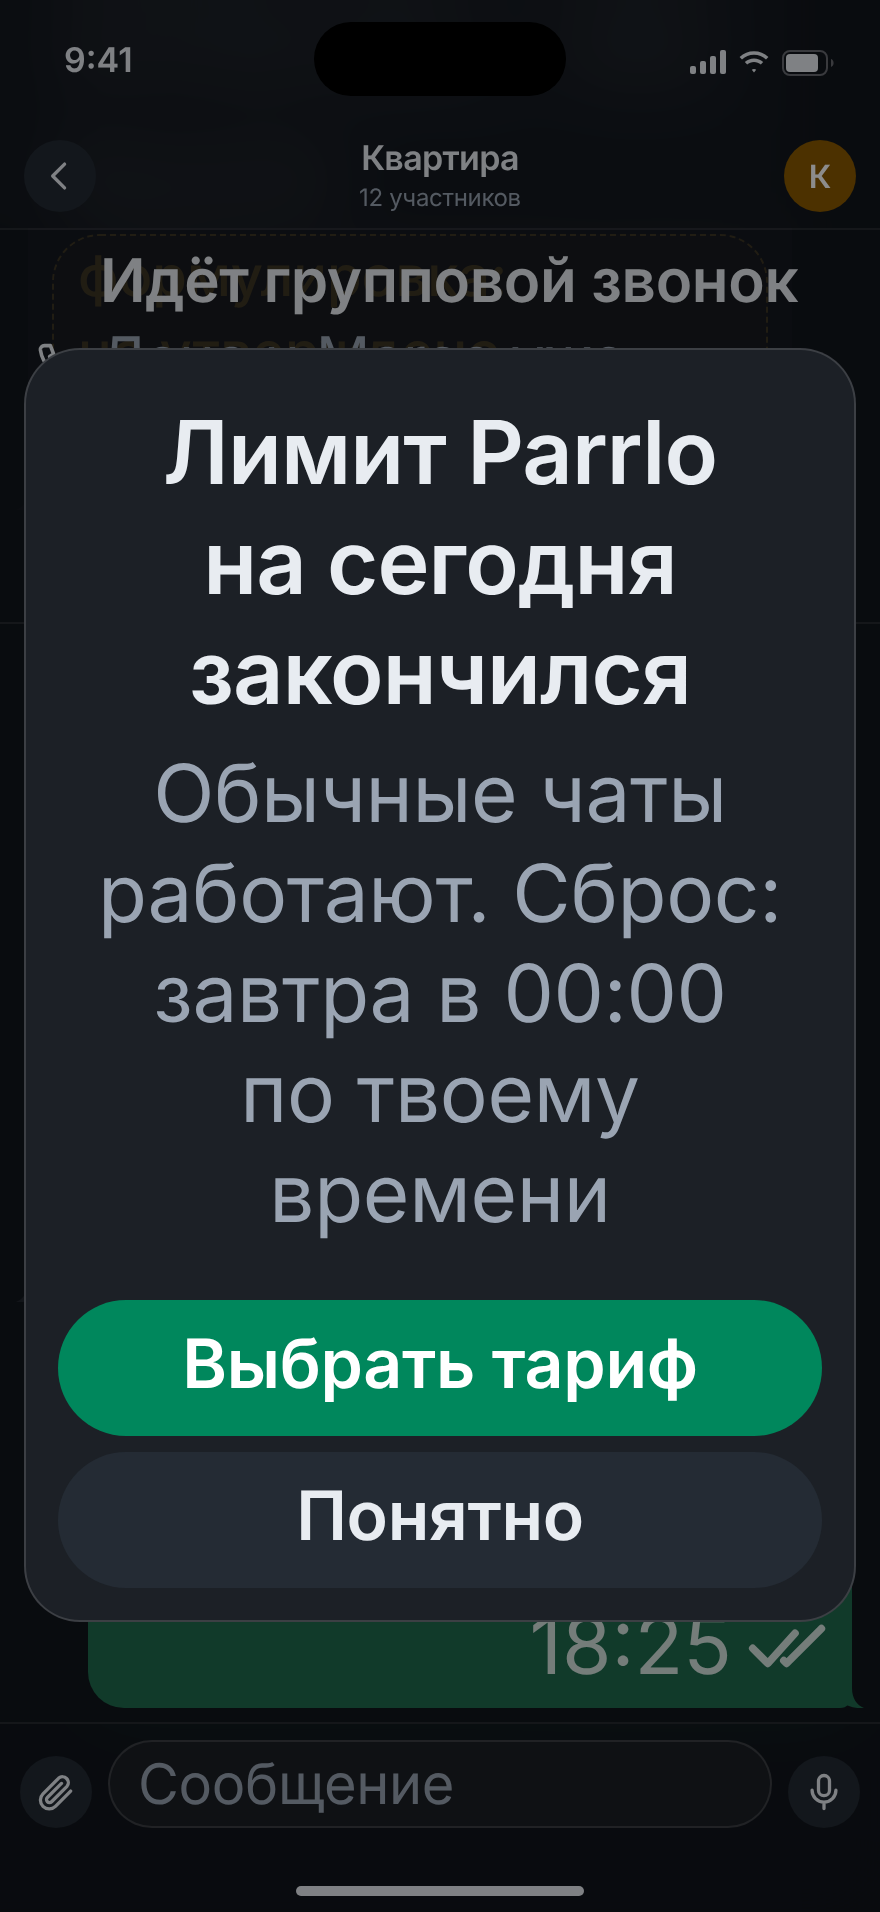 9:41
Квартира
12 участников
К
Идёт групповой звонок
Лимит Parrlo
на сегодня
закончился
Обычные чаты
работают. Сброс:
завтра в 00:00
по твоему
времени
Выбрать тариф
Понятно
18:25
Сообщение